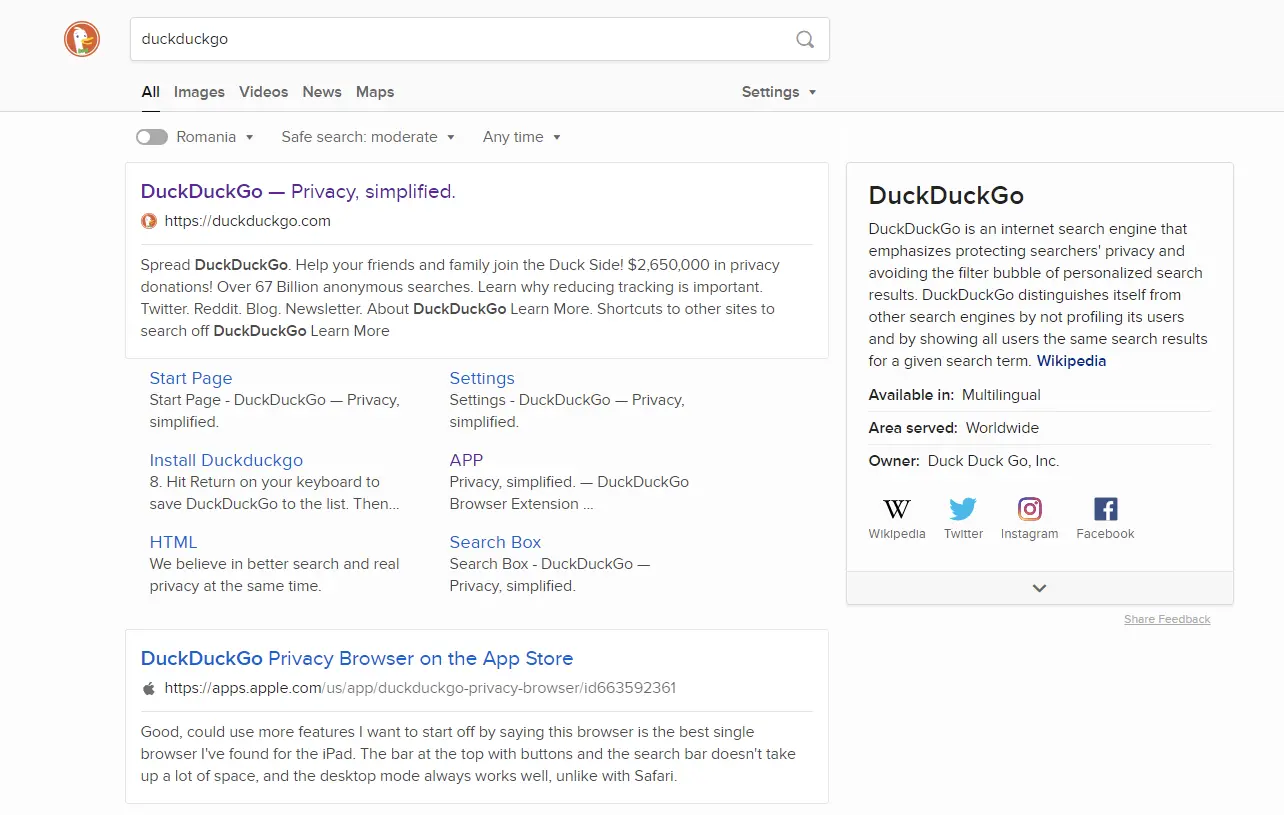 duckduckgo
All Images Videos News Maps Settings
Romania Safe search: moderate Any time
DuckDuckGo — Privacy, simplified.
https://duckduckgo.com
Spread DuckDuckGo. Help your friends and family join the Duck Side! $2,650,000 in privacy
donations! Over 67 Billion anonymous searches. Learn why reducing tracking is important.
Twitter. Reddit. Blog. Newsletter. About DuckDuckGo Learn More. Shortcuts to other sites to
search off DuckDuckGo Learn More
Start Page
Start Page - DuckDuckGo — Privacy,
simplified.
Settings
Settings - DuckDuckGo — Privacy,
simplified.
Install Duckduckgo
8. Hit Return on your keyboard to
save DuckDuckGo to the list. Then...
APP
Privacy, simplified. — DuckDuckGo
Browser Extension ...
HTML
We believe in better search and real
privacy at the same time.
Search Box
Search Box - DuckDuckGo —
Privacy, simplified.
DuckDuckGo Privacy Browser on the App Store
https://apps.apple.com/us/app/duckduckgo-privacy-browser/id663592361
Good, could use more features I want to start off by saying this browser is the best single
browser I've found for the iPad. The bar at the top with buttons and the search bar doesn't take
up a lot of space, and the desktop mode always works well, unlike with Safari.
DuckDuckGo
DuckDuckGo is an internet search engine that
emphasizes protecting searchers' privacy and
avoiding the filter bubble of personalized search
results. DuckDuckGo distinguishes itself from
other search engines by not profiling its users
and by showing all users the same search results
for a given search term. Wikipedia
Available in: Multilingual
Area served: Worldwide
Owner: Duck Duck Go, Inc.
W
Wikipedia Twitter Instagram Facebook
Share Feedback